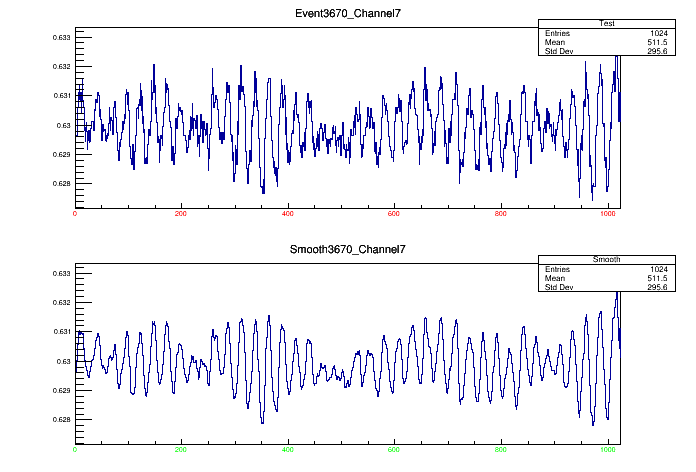 Event3670_Channel7
Test
Entries 1024
Mean 511.5
Std Dev 295.6
0.633
0.632
0.631
0.63
0.629
0.628
0 200 400 600 800 1000
Smooth3670_Channel7
Smooth
Entries 1024
Mean 511.5
Std Dev 295.6
0.633
0.632
0.631
0.63
0.629
0.628
0 200 400 600 800 1000